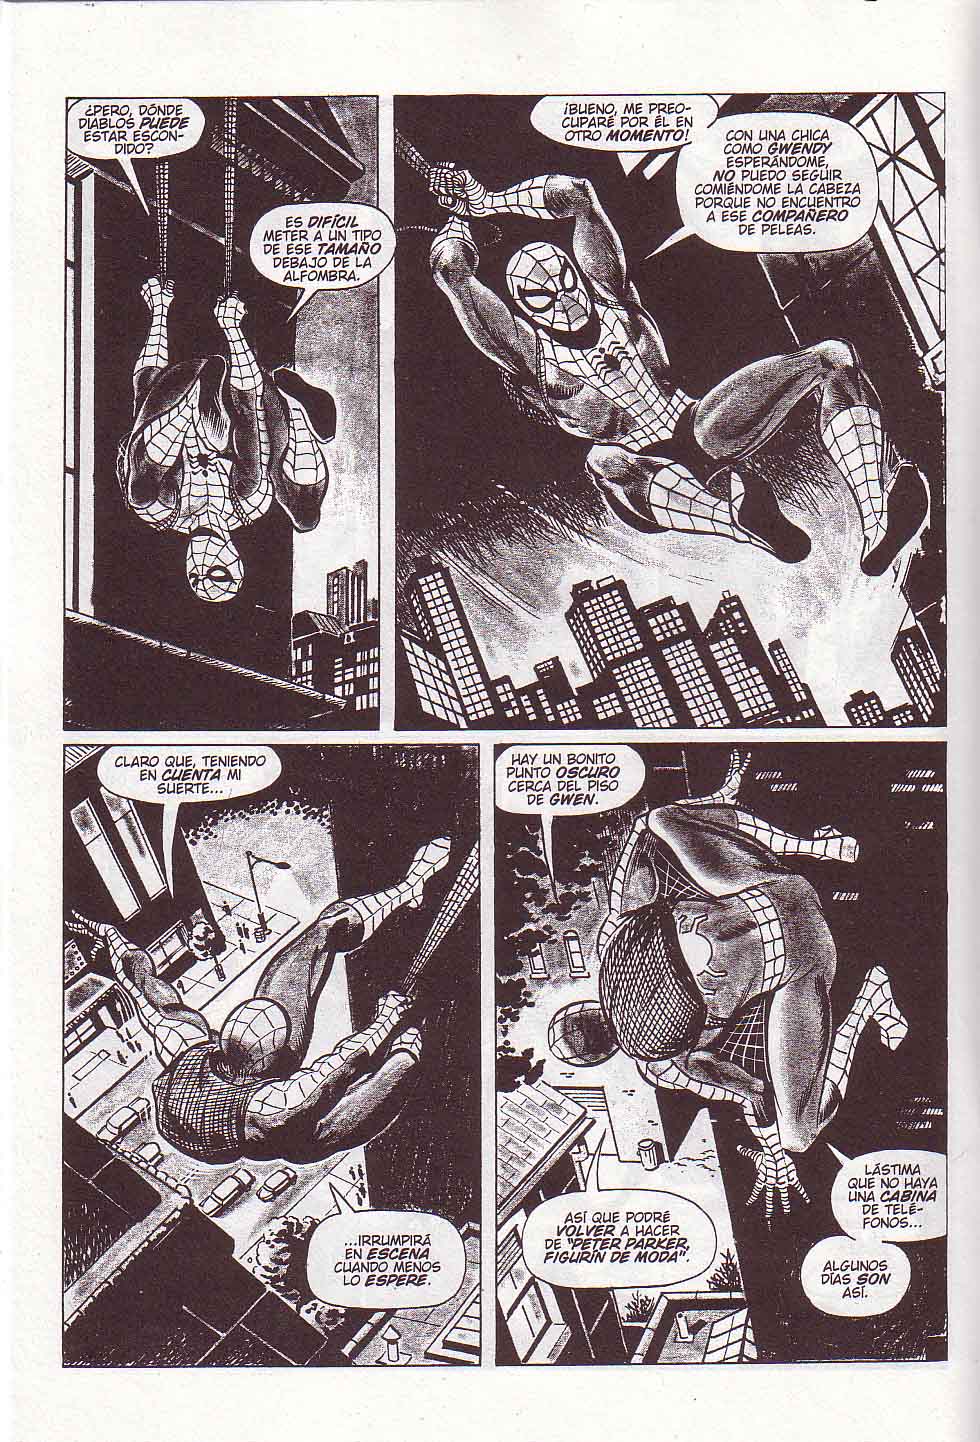 ¿PERO, DÓNDE
DIABLOS PUEDE
ESTAR ESCON-
DIDO?
ES DIFÍCIL
METER A UN TIPO
DE ESE TAMAÑO
DEBAJO DE LA
ALFOMBRA.
¡BUENO, ME PREO-
CUPARÉ POR ÉL EN
OTRO MOMENTO!
CON UNA CHICA
COMO GWENDY
ESPERÁNDOME,
NO PUEDO SEGUIR
COMIÉNDOME LA CABEZA
PORQUE NO ENCUENTRO
A ESE COMPAÑERO
DE PELEAS.
CLARO QUE, TENIENDO
EN CUENTA MI
SUERTE...
...IRRUMPIRÁ
EN ESCENA
CUANDO MENOS
LO ESPERE.
HAY UN BONITO
PUNTO OSCURO
CERCA DEL PISO
DE GWEN.
ASÍ QUE PODRÉ
VOLVER A HACER
DE "PETER PARKER,
FIGURÍN DE MODA".
LÁSTIMA
QUE NO HAYA
UNA CABINA
DE TELÉ-
FONOS...
ALGUNOS
DÍAS SON
ASÍ.